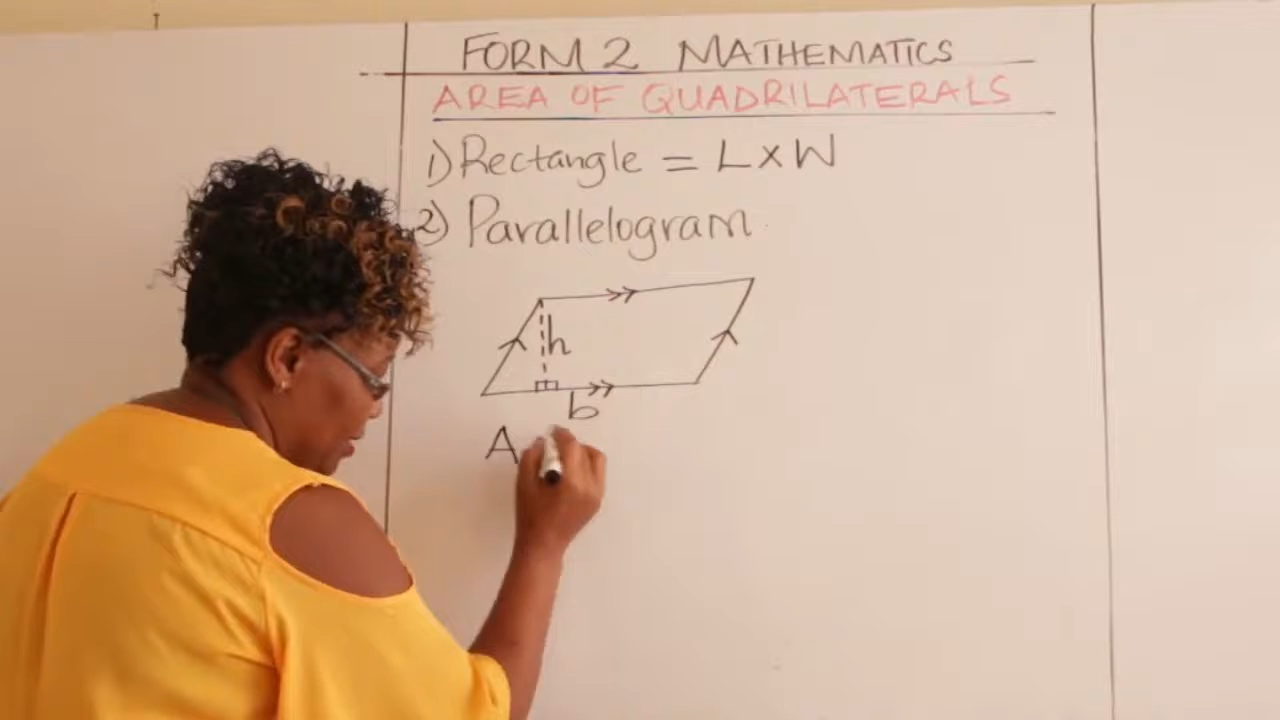 FORM 2 MATHEMATICS
AREA OF QUADRILATERALS
1) Rectangle = L x W
2) Parallelogram
h
b
A